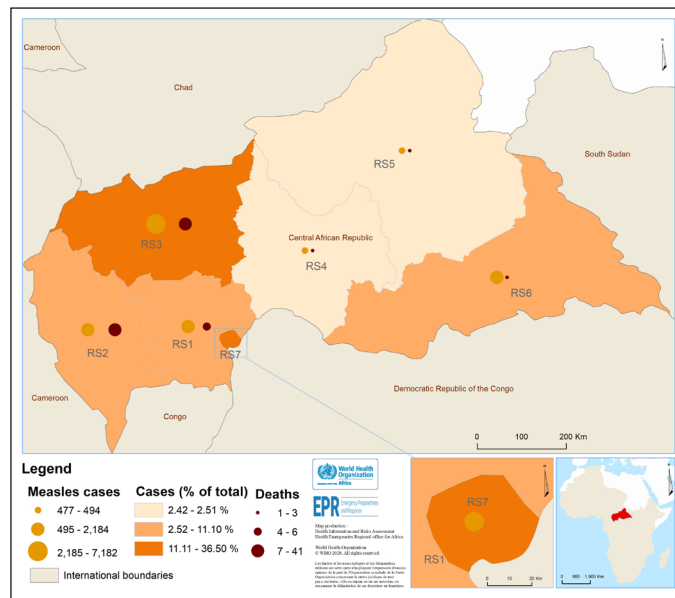 Cameroon
Chad
South Sudan
RS5
RS3
Central African Republic
RS4
RS6
RS2
RS1
RS7
Democratic Republic of the Congo
Cameroon
Congo
0 100 200 Km
Legend
Measles cases
477 - 494
495 - 2,184
2,185 - 7,182
International boundaries
Cases (% of total)
2.42 - 2.51 %
2.52 - 11.10 %
11.11 - 36.50 %
Deaths
1 - 3
4 - 6
7 - 41
World Health
Organization
Africa
EPR Emergency Preparedness
and Response
Map production:
Health Information and Risks Assessment
Health Emergencies Regional office for Africa
World Health Organization
© WHO 2020. All rights reserved.
RS7
RS1
0 10 20 Km